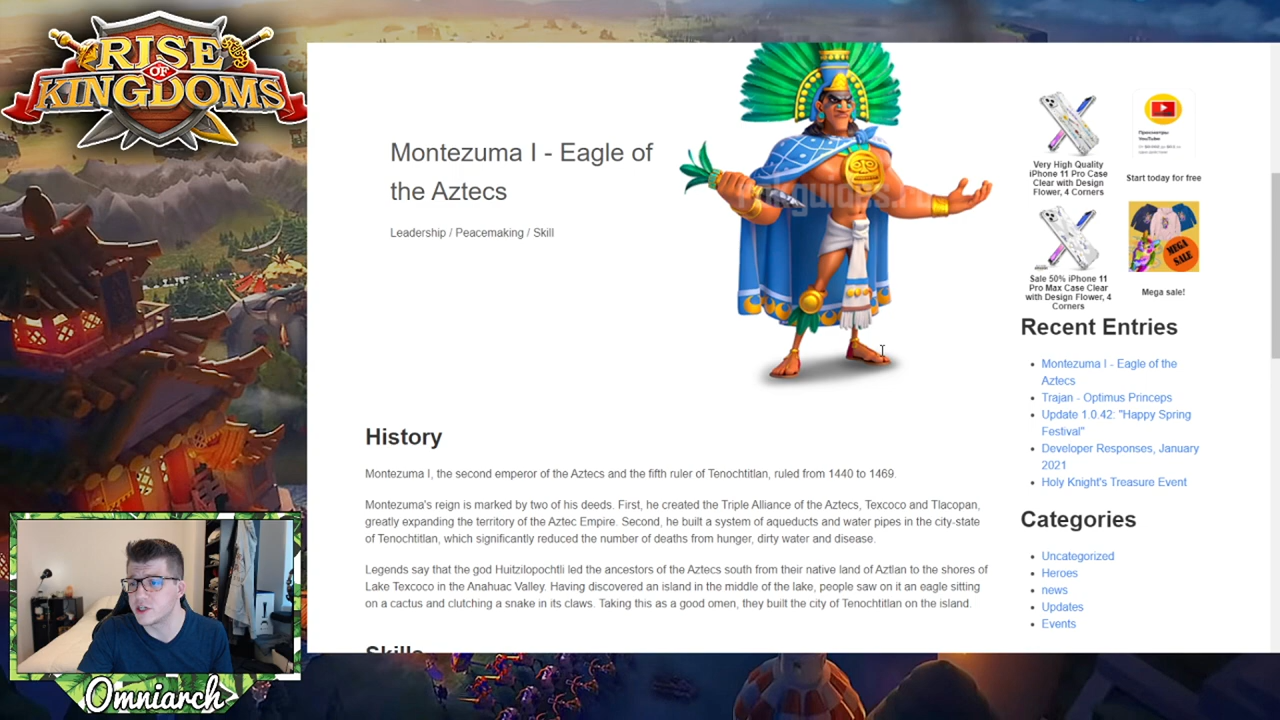 RISE
OF
KINGDOMS
Montezuma I - Eagle of
the Aztecs
Leadership / Peacemaking / Skill
History
Montezuma I, the second emperor of the Aztecs and the fifth ruler of Tenochtitlan, ruled from 1440 to 1469.
Montezuma's reign is marked by two of his deeds. First, he created the Triple Alliance of the Aztecs, Texcoco and Tlacopan,
greatly expanding the territory of the Aztec Empire. Second, he built a system of aqueducts and water pipes in the city-state
of Tenochtitlan, which significantly reduced the number of deaths from hunger, dirty water and disease.
Legends say that the god Huitzilopochtli led the ancestors of the Aztecs south from their native land of Aztlan to the shores of
Lake Texcoco in the Anahuac Valley. Having discovered an island in the middle of the lake, people saw on it an eagle sitting
on a cactus and clutching a snake in its claws. Taking this as a good omen, they built the city of Tenochtitlan on the island.
Skills
Very High Quality
iPhone 11 Pro Case
Clear with Design
Flower, 4 Corners
Просмотры
YouTube
Start today for free
Sale 50% iPhone 11
Pro Max Case Clear
with Design Flower, 4
Corners
MEGA
SALE
Mega sale!
Recent Entries
Montezuma I - Eagle of the
Aztecs
Trajan - Optimus Princeps
Update 1.0.42: "Happy Spring
Festival"
Developer Responses, January
2021
Holy Knight's Treasure Event
Categories
Uncategorized
Heroes
news
Updates
Events
Omniarch